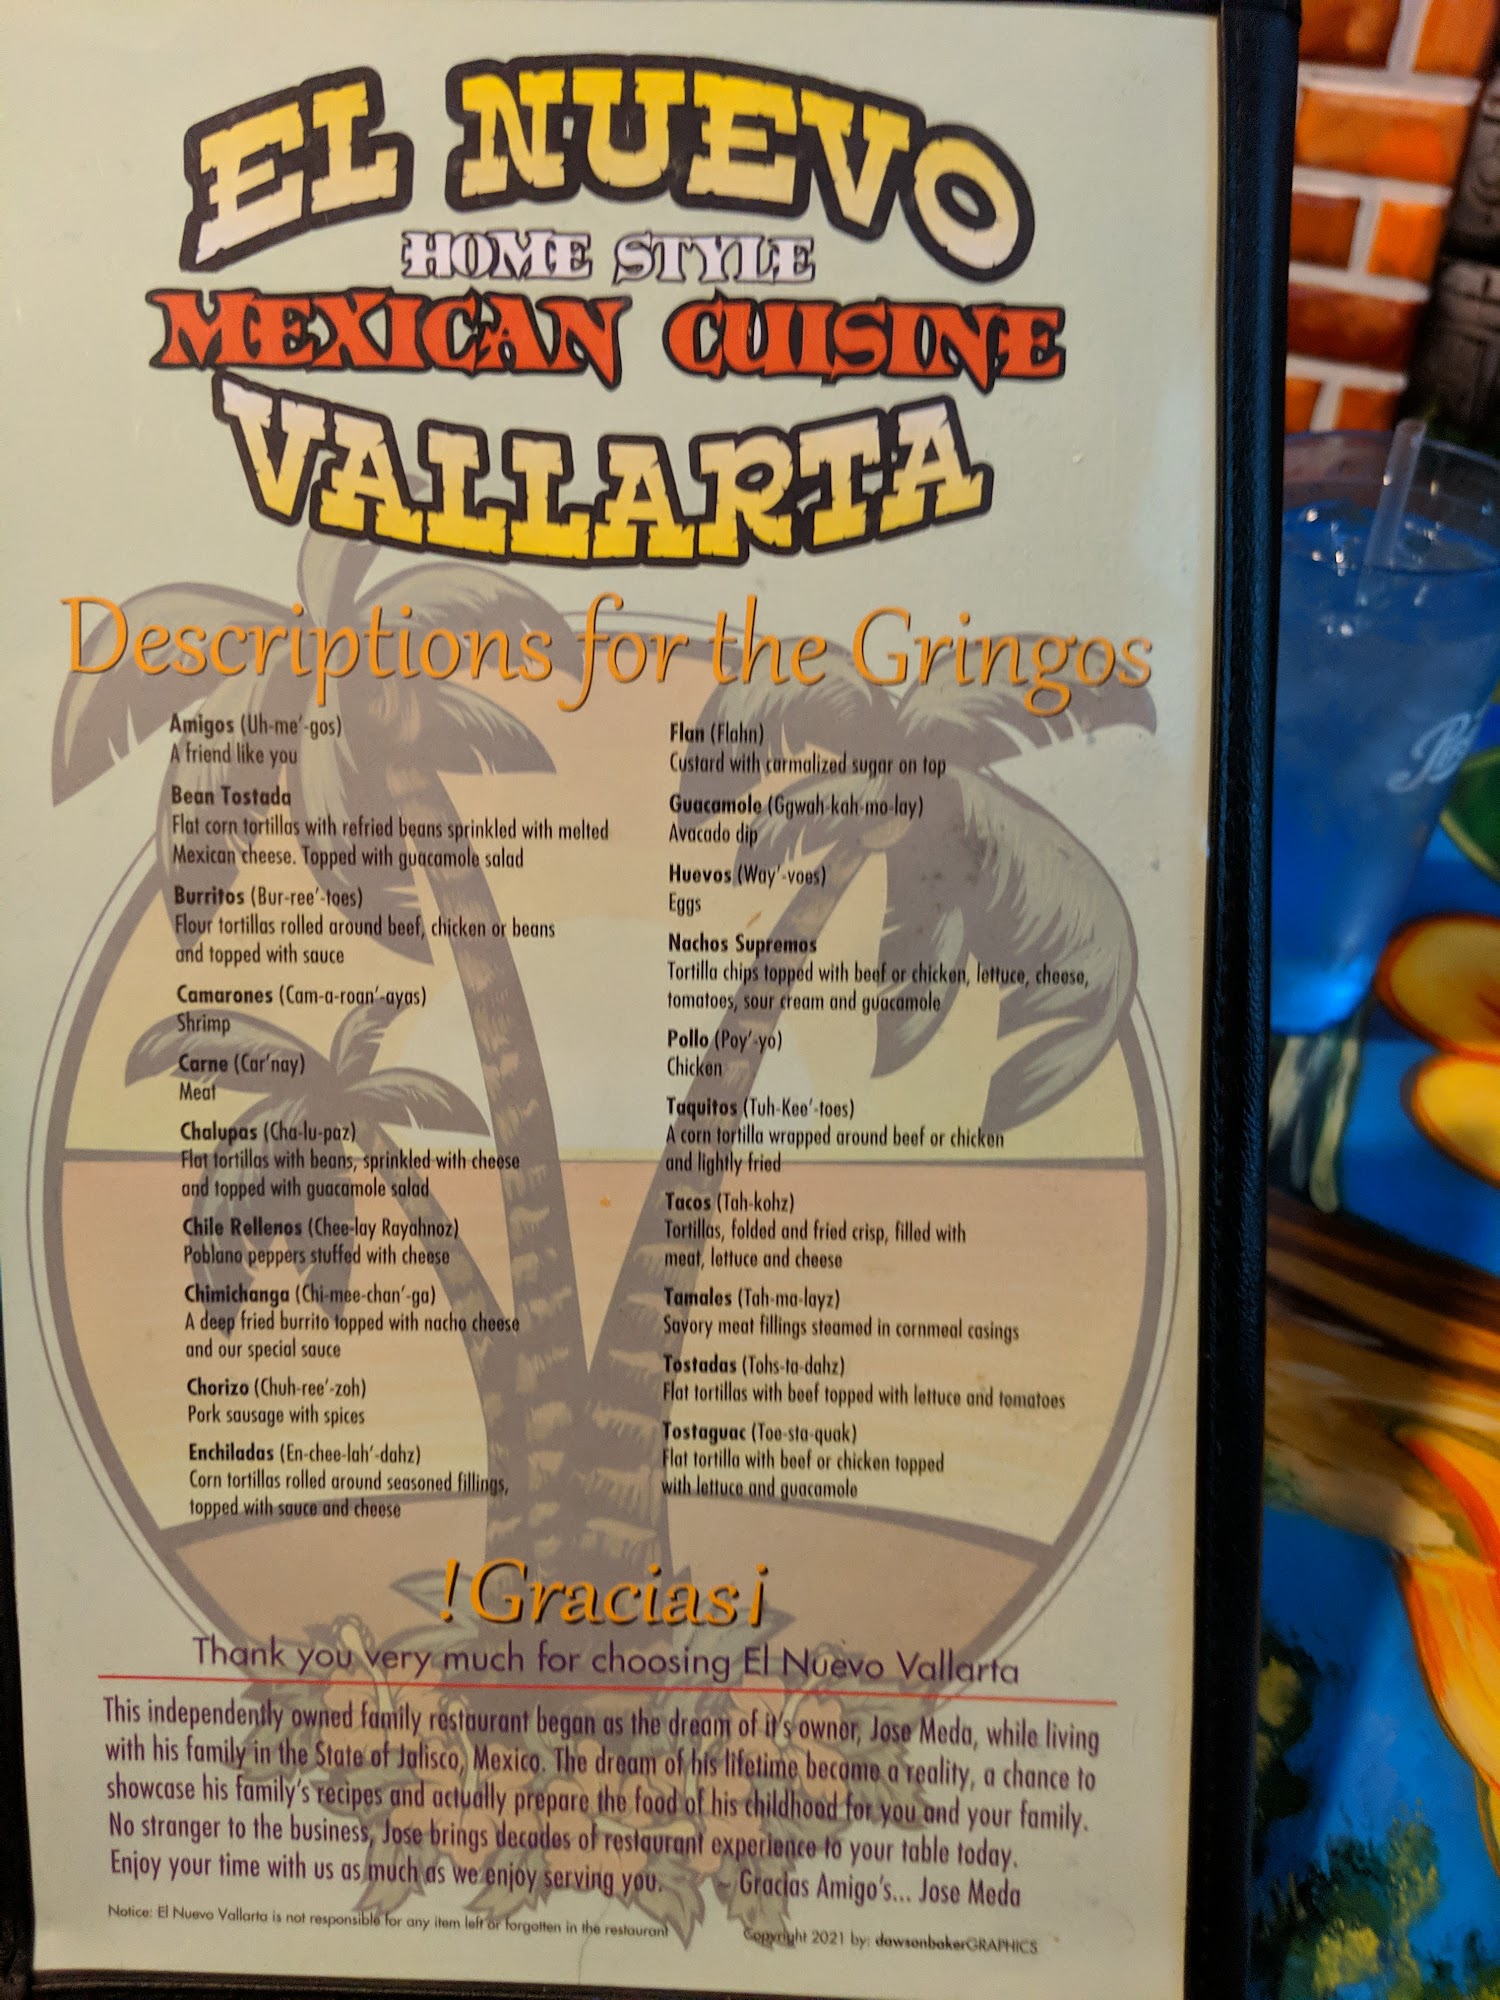 EL NUEVO
HOME STYLE
MEXICAN CUISINE
VALLARTA
Descriptions for the Gringos
Amigos (Uh-me'-gos)
A friend like you
Bean Tostada
Flat corn tortillas with refried beans sprinkled with melted
Mexican cheese. Topped with guacamole salad
Burritos (Bur-ree'-toes)
Flour tortillas rolled around beef, chicken or beans
and topped with sauce
Camarones (Cam-a-roan'-ayas)
Shrimp
Carne (Car'nay)
Meat
Chalupas (Cha-lu-paz)
Flat tortillas with beans, sprinkled with cheese
and topped with guacamole salad
Chile Rellenos (Chee-lay Rayahnoz)
Poblano peppers stuffed with cheese
Chimichanga (Chi-mee-chan'-ga)
A deep fried burrito topped with nacho cheese
and our special sauce
Chorizo (Chuh-ree'-zoh)
Pork sausage with spices
Enchiladas (En-chee-lah'-dahz)
Corn tortillas rolled around seasoned fillings,
topped with sauce and cheese
Flan (Flahn)
Custard with carmalized sugar on top
Guacamole (Ggwah-kah-mo-lay)
Avacado dip
Huevos (Way'-voes)
Eggs
Nachos Supremos
Tortilla chips topped with beef or chicken, lettuce, cheese,
tomatoes, sour cream and guacamole
Pollo (Poy'-yo)
Chicken
Taquitos (Tuh-Kee'-toes)
A corn tortilla wrapped around beef or chicken
and lightly fried
Tacos (Tah-kohz)
Tortillas, folded and fried crisp, filled with
meat, lettuce and cheese
Tamales (Tah-ma-layz)
Savory meat fillings steamed in cornmeal casings
Tostadas (Tohs-ta-dahz)
Flat tortillas with beef topped with lettuce and tomatoes
Tostaguac (Toe-sta-quak)
Flat tortilla with beef or chicken topped
with lettuce and guacamole
!Gracias¡
Thank you very much for choosing El Nuevo Vallarta
This independently owned family restaurant began as the dream of it's owner, Jose Meda, while living
with his family in the State of Jalisco, Mexico. The dream of his lifetime became a reality, a chance to
showcase his family's recipes and actually prepare the food of his childhood for you and your family.
No stranger to the business, Jose brings decades of restaurant experience to your table today.
Enjoy your time with us as much as we enjoy serving you. ~ Gracias Amigo's... Jose Meda
Notice: El Nuevo Vallarta is not responsible for any item left or forgotten in the restaurant
Copyright 2021 by: dawsonbakerGRAPHICS